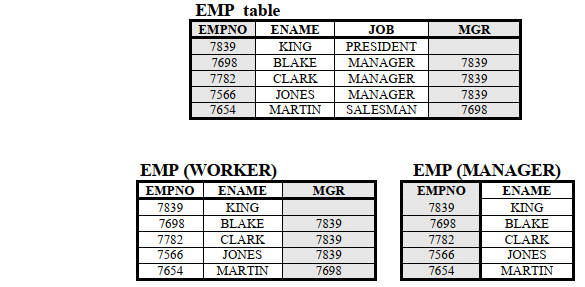 EMP table
EMPNO ENAME JOB MGR
7839 KING PRESIDENT
7698 BLAKE MANAGER 7839
7782 CLARK MANAGER 7839
7566 JONES MANAGER 7839
7654 MARTIN SALESMAN 7698
EMP (WORKER)
EMPNO ENAME MGR
7839 KING
7698 BLAKE 7839
7782 CLARK 7839
7566 JONES 7839
7654 MARTIN 7698
EMP (MANAGER)
EMPNO ENAME
7839 KING
7698 BLAKE
7782 CLARK
7566 JONES
7654 MARTIN